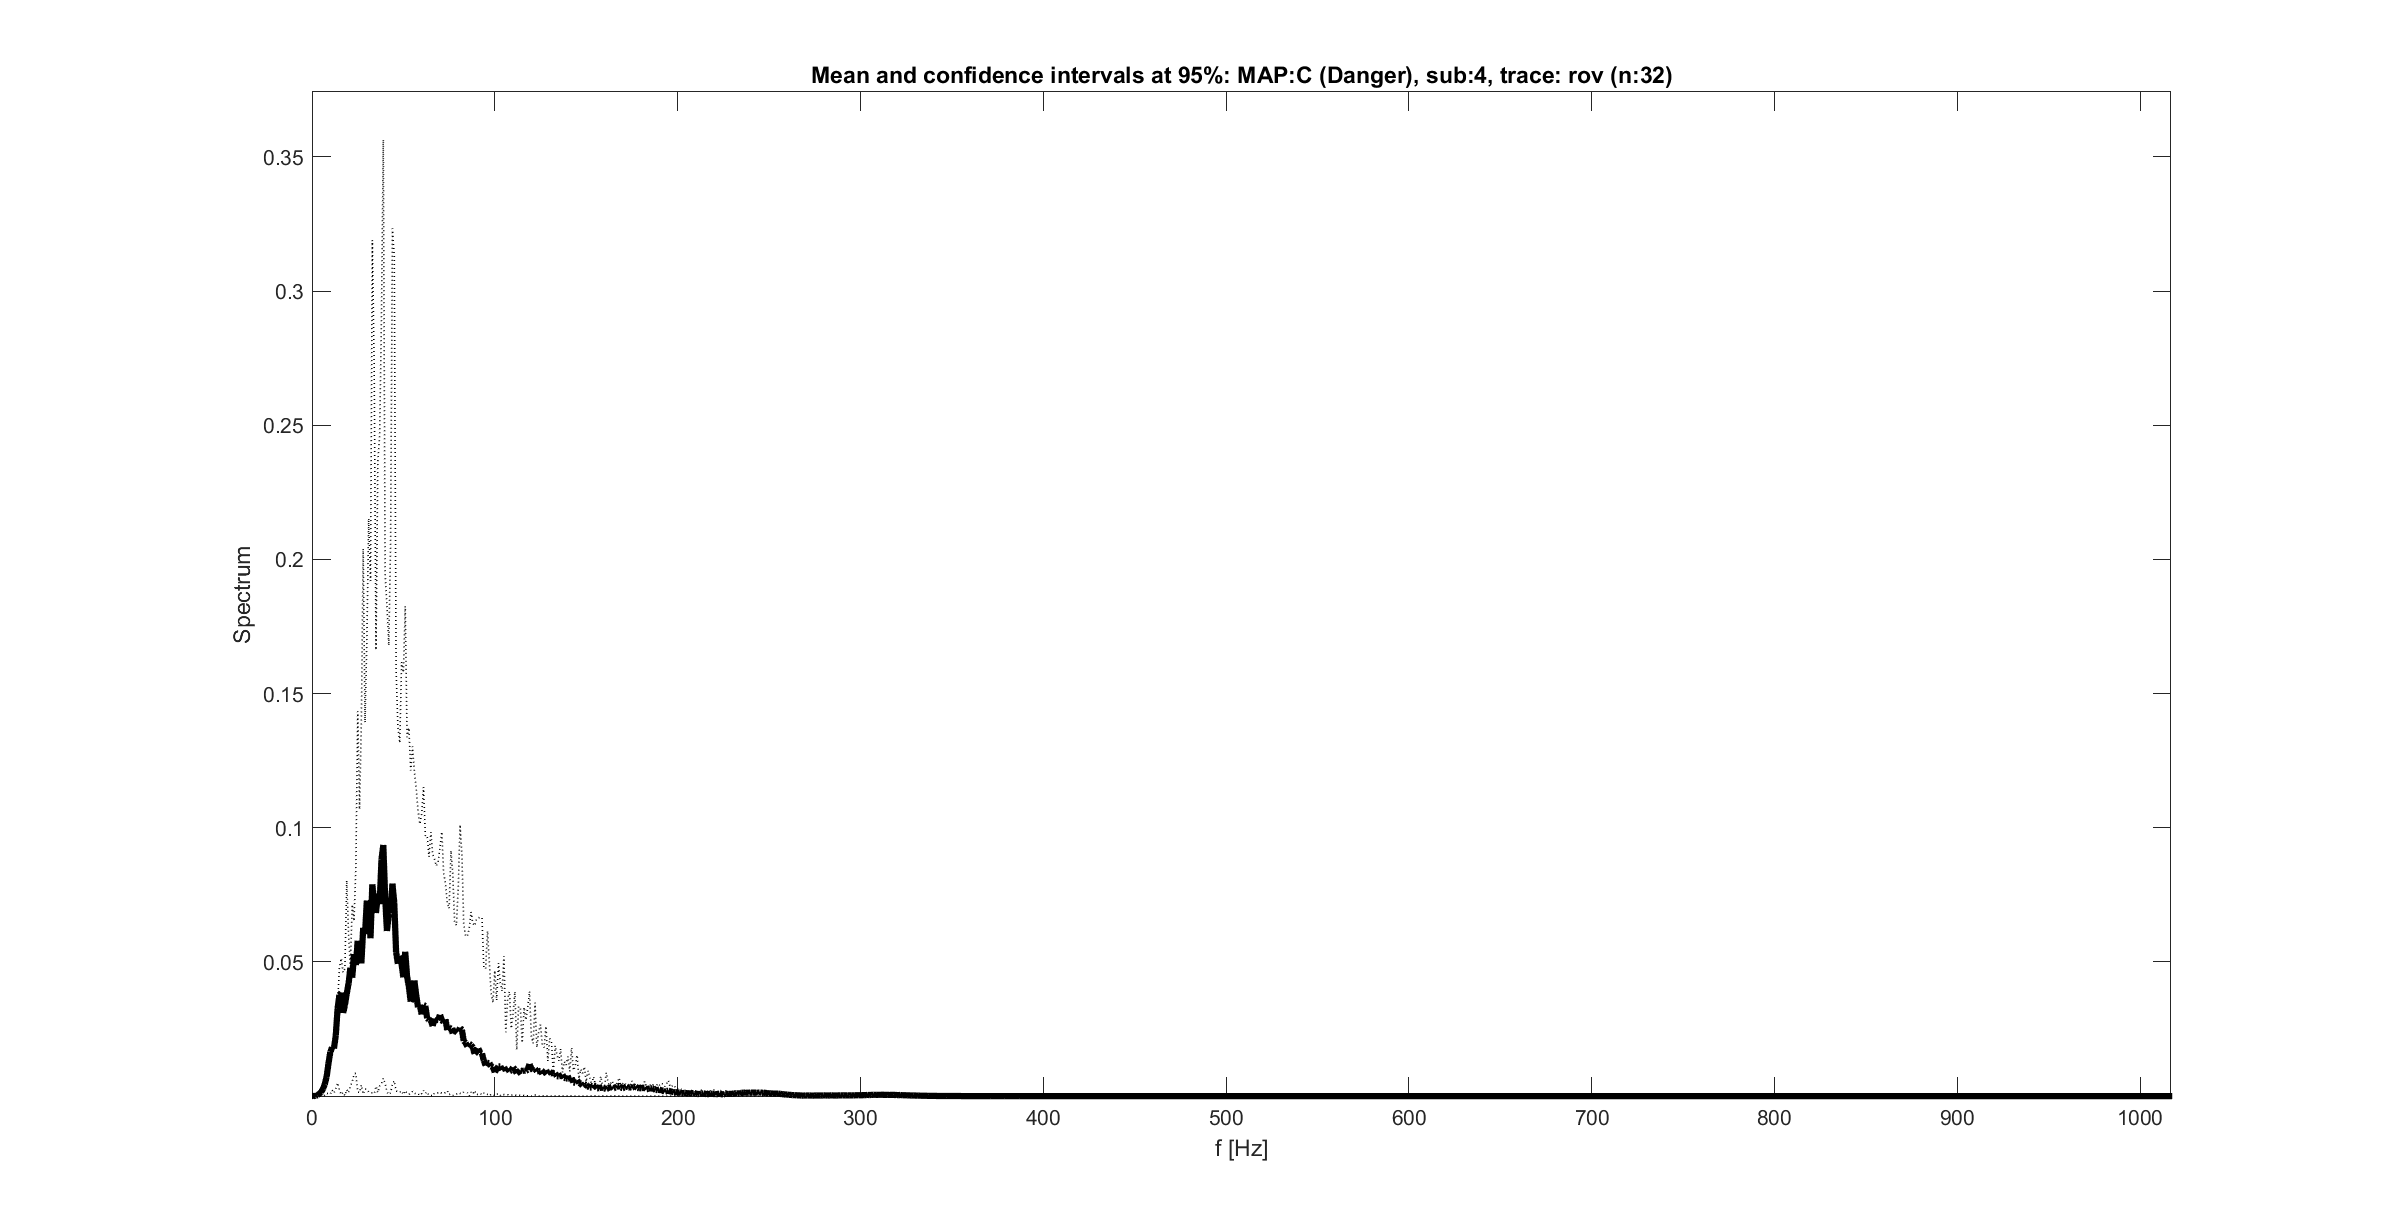 Mean and confidence intervals at 95%: MAP:C (Danger), sub:4, trace: rov (n:32)
0.35
0.3
0.25
0.2
0.15
0.1
0.05
Spectrum
0 100 200 300 400 500 600 700 800 900 1000
f [Hz]